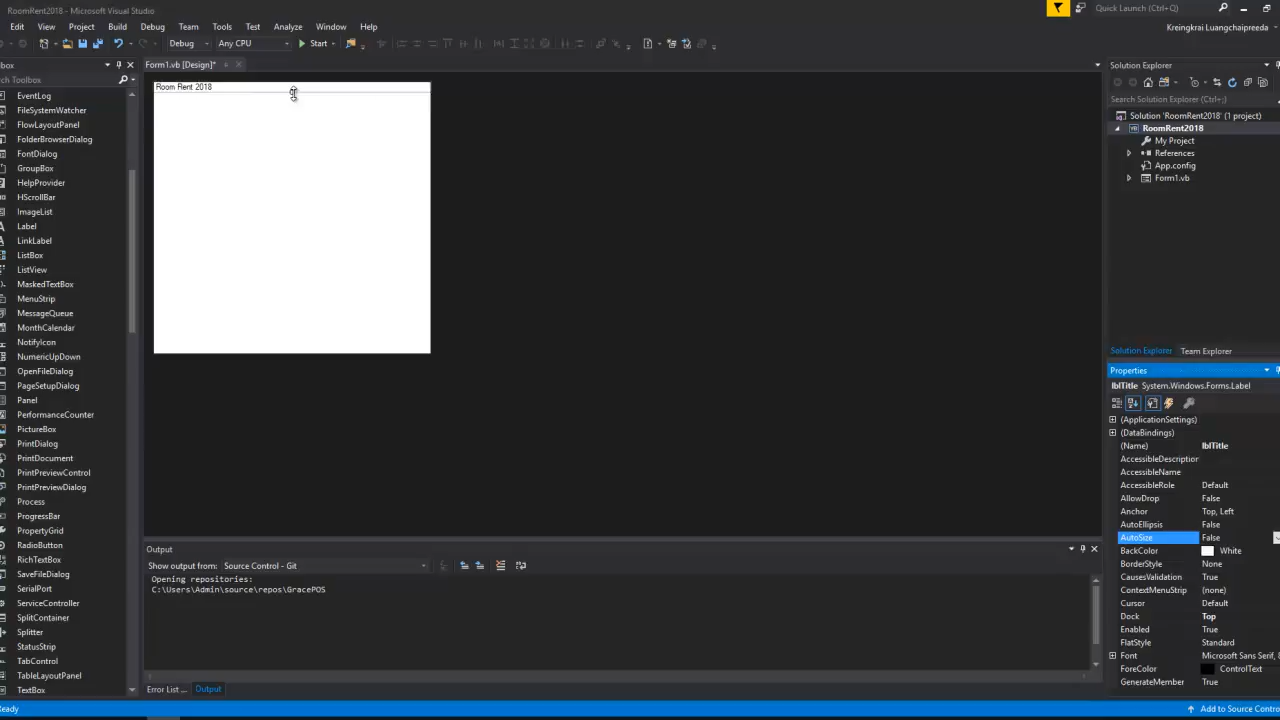 RoomRent2018 - Microsoft Visual Studio
Quick Launch (Ctrl+Q)
Edit View Project Build Debug Team Tools Test Analyze Window Help
Kreingkrai Luangchaipreeda
Debug Any CPU Start
box
Form1.vb [Design]*
Solution Explorer
ch Toolbox
Room Rent 2018
EventLog
FileSystemWatcher
FlowLayoutPanel
FolderBrowserDialog
FontDialog
GroupBox
HelpProvider
HScrollBar
ImageList
Label
LinkLabel
ListBox
ListView
MaskedTextBox
MenuStrip
MessageQueue
MonthCalendar
NotifyIcon
NumericUpDown
OpenFileDialog
PageSetupDialog
Panel
PerformanceCounter
PictureBox
PrintDialog
PrintDocument
PrintPreviewControl
PrintPreviewDialog
Process
ProgressBar
PropertyGrid
RadioButton
RichTextBox
SaveFileDialog
SerialPort
ServiceController
SplitContainer
Splitter
StatusStrip
TabControl
TableLayoutPanel
TextBox
Search Solution Explorer (Ctrl+;)
Solution 'RoomRent2018' (1 project)
RoomRent2018
My Project
References
App.config
Form1.vb
Solution Explorer Team Explorer
Properties
lblTitle System.Windows.Forms.Label
(ApplicationSettings)
(DataBindings)
(Name) lblTitle
AccessibleDescription
AccessibleName
AccessibleRole Default
AllowDrop False
Anchor Top, Left
AutoEllipsis False
AutoSize False
BackColor White
BorderStyle None
CausesValidation True
ContextMenuStrip (none)
Cursor Default
Dock Top
Enabled True
FlatStyle Standard
Font Microsoft Sans Serif, 8
ForeColor ControlText
GenerateMember True
Output
Show output from: Source Control - Git
Opening repositories:
C:\Users\Admin\source\repos\GracePOS
Error List ... Output
Ready
Add to Source Contro